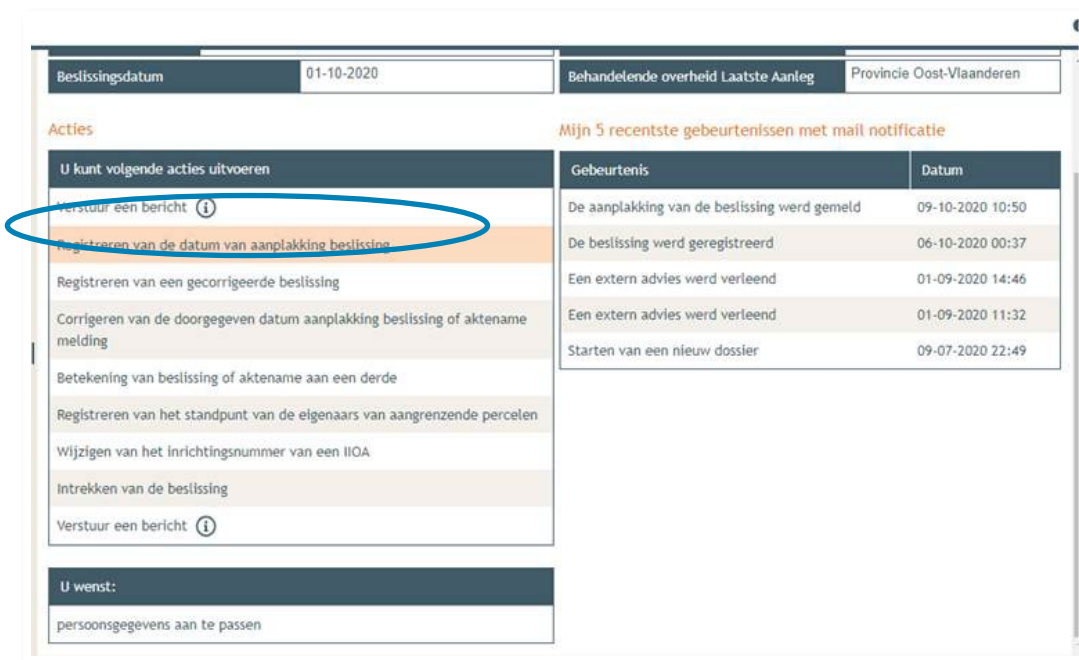 Beslissingsdatum 01-10-2020
Behandelende overheid Laatste Aanleg Provincie Oost-Vlaanderen
Acties
U kunt volgende acties uitvoeren
Verstuur een bericht
Registreren van de datum van aanplakking beslissing
Registreren van een gecorrigeerde beslissing
Corrigeren van de doorgegeven datum aanplakking beslissing of aktename
melding
Betekening van beslissing of aktename aan een derde
Registreren van het standpunt van de eigenaars van aangrenzende percelen
Wijzigen van het inrichtingsnummer van een IIOA
Intrekken van de beslissing
Verstuur een bericht
U wenst:
persoonsgegevens aan te passen
Mijn 5 recentste gebeurtenissen met mail notificatie
Gebeurtenis Datum
De aanplakking van de beslissing werd gemeld 09-10-2020 10:50
De beslissing werd geregistreerd 06-10-2020 00:37
Een extern advies werd verleend 01-09-2020 14:46
Een extern advies werd verleend 01-09-2020 11:32
Starten van een nieuw dossier 09-07-2020 22:49